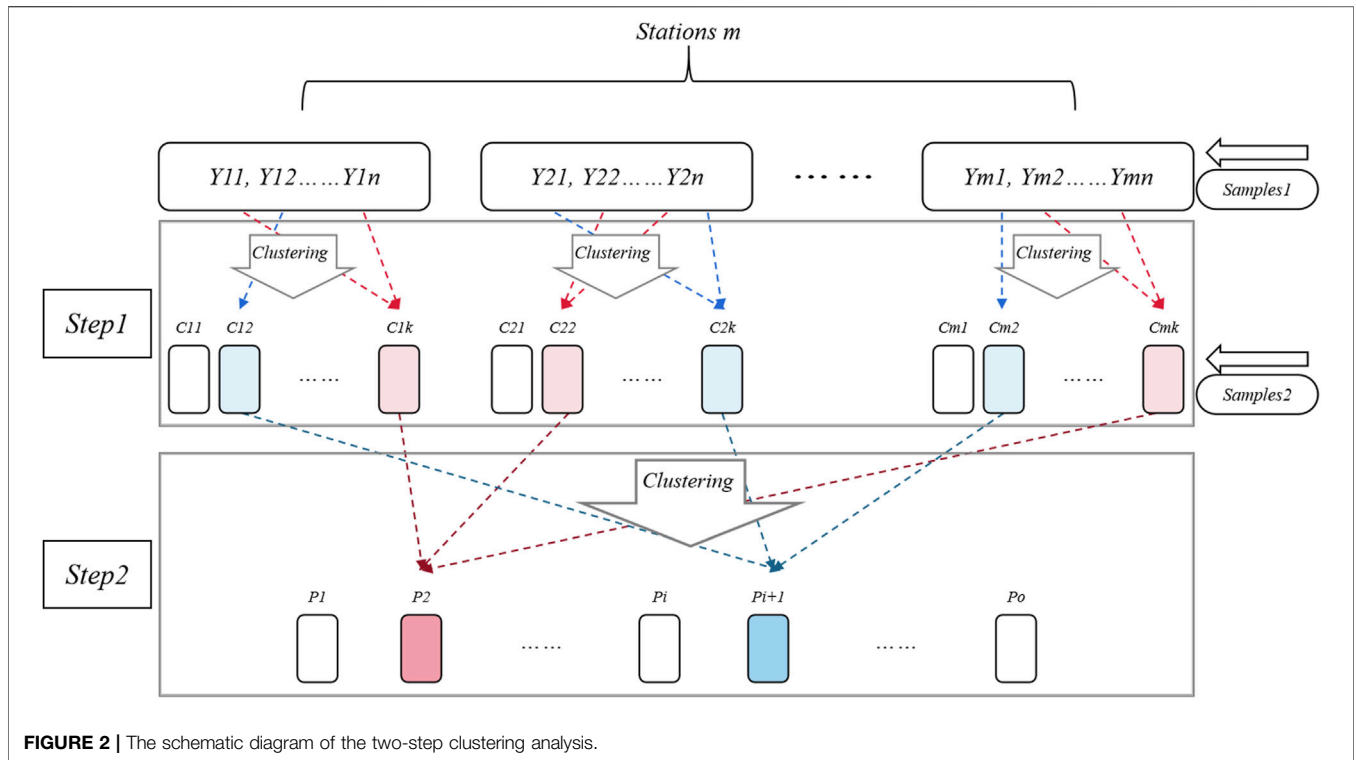 Stations m
Y11, Y12……Y1n
Y21, Y22……Y2n
… …
Ym1, Ym2……Ymn
Samples1
Clustering
Clustering
Clustering
Step1
C11
C12
C1k
C21
C22
C2k
Cm1
Cm2
Cmk
… …
… …
… …
Samples2
Clustering
Step2
P1
P2
Pi
Pi+1
Po
… …
… …
FIGURE 2 | The schematic diagram of the two-step clustering analysis.